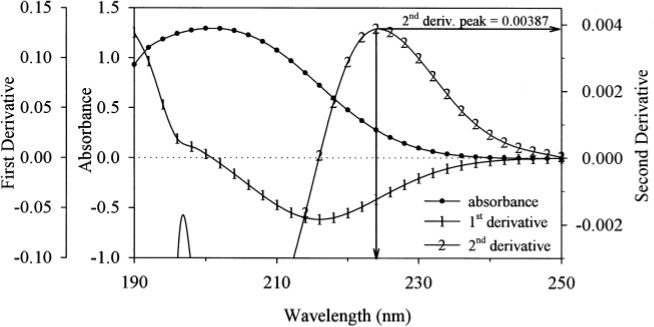 0.15
0.10
0.05
0.00
-0.05
-0.10
First Derivative
1.5
1.0
0.5
0.0
-0.5
-1.0
Absorbance
2nd deriv. peak = 0.00387
absorbance
1st derivative
2nd derivative
0.004
0.002
0.000
-0.002
Second Derivative
190
210
230
250
Wavelength (nm)